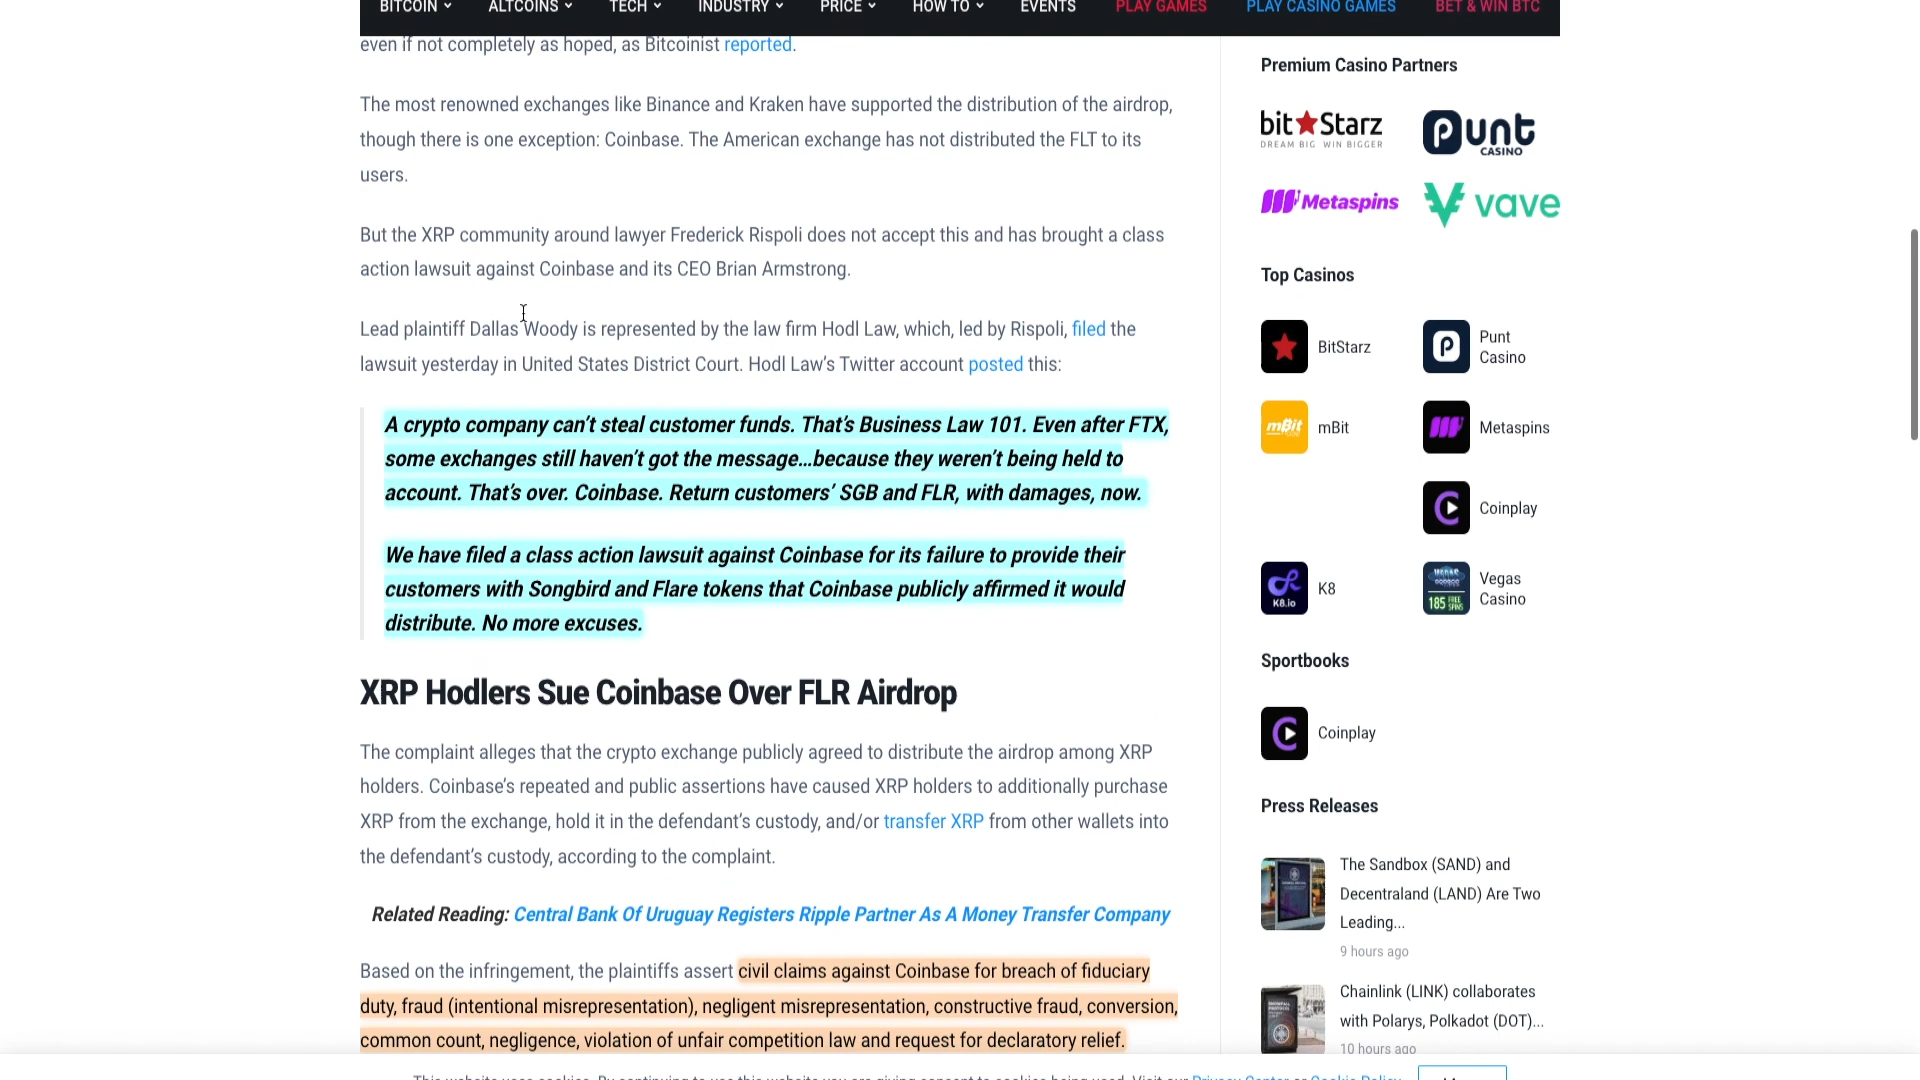 BITCOIN ALTCOINS TECH INDUSTRY PRICE HOW TO EVENTS PLAY GAMES PLAY CASINO GAMES BET & WIN BTC
even if not completely as hoped, as Bitcoinist reported.
The most renowned exchanges like Binance and Kraken have supported the distribution of the airdrop,
though there is one exception: Coinbase. The American exchange has not distributed the FLT to its
users.
But the XRP community around lawyer Frederick Rispoli does not accept this and has brought a class
action lawsuit against Coinbase and its CEO Brian Armstrong.
Lead plaintiff Dallas Woody is represented by the law firm Hodl Law, which, led by Rispoli, filed the
lawsuit yesterday in United States District Court. Hodl Law’s Twitter account posted this:
A crypto company can’t steal customer funds. That’s Business Law 101. Even after FTX,
some exchanges still haven’t got the message…because they weren’t being held to
account. That’s over. Coinbase. Return customers’ SGB and FLR, with damages, now.
We have filed a class action lawsuit against Coinbase for its failure to provide their
customers with Songbird and Flare tokens that Coinbase publicly affirmed it would
distribute. No more excuses.
XRP Hodlers Sue Coinbase Over FLR Airdrop
The complaint alleges that the crypto exchange publicly agreed to distribute the airdrop among XRP
holders. Coinbase’s repeated and public assertions have caused XRP holders to additionally purchase
XRP from the exchange, hold it in the defendant’s custody, and/or transfer XRP from other wallets into
the defendant’s custody, according to the complaint.
Related Reading: Central Bank Of Uruguay Registers Ripple Partner As A Money Transfer Company
Based on the infringement, the plaintiffs assert civil claims against Coinbase for breach of fiduciary
duty, fraud (intentional misrepresentation), negligent misrepresentation, constructive fraud, conversion,
common count, negligence, violation of unfair competition law and request for declaratory relief.
Premium Casino Partners
bit Starz
DREAM BIG WIN BIGGER
Punt
CASINO
Metaspins
vave
Top Casinos
BitStarz
Punt
Casino
mBit
mBit
Metaspins
Coinplay
K8.io
K8
185 FREE
SPINS
Vegas
Casino
Sportbooks
Coinplay
Press Releases
The Sandbox (SAND) and
Decentraland (LAND) Are Two
Leading...
9 hours ago
Chainlink (LINK) collaborates
with Polarys, Polkadot (DOT)...
10 hours ago
This website uses cookies. By continuing to use this website you are giving consent to cookies being used. Visit our Privacy Center or Cookie Policy.